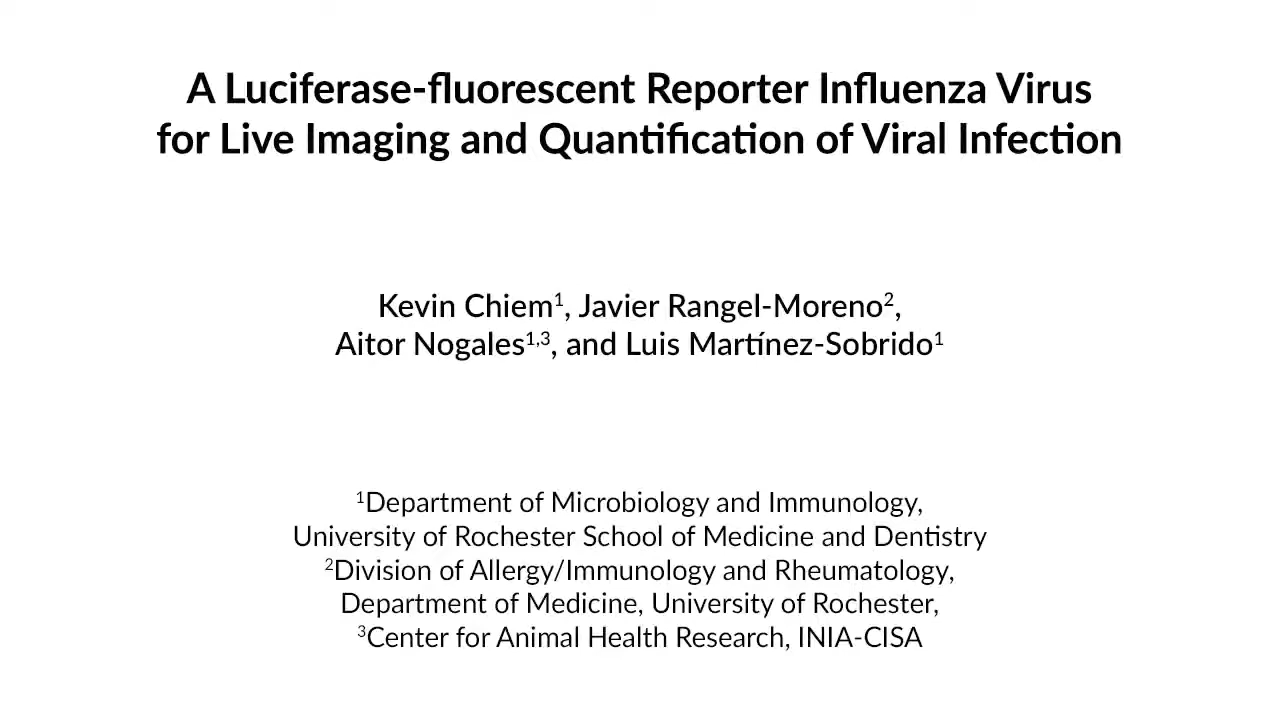 A Luciferase-fluorescent Reporter Influenza Virus
for Live Imaging and Quantification of Viral Infection
Kevin Chiem¹, Javier Rangel-Moreno²,
Aitor Nogales¹,³, and Luis Martínez-Sobrido¹
¹Department of Microbiology and Immunology,
University of Rochester School of Medicine and Dentistry
²Division of Allergy/Immunology and Rheumatology,
Department of Medicine, University of Rochester,
³Center for Animal Health Research, INIA-CISA